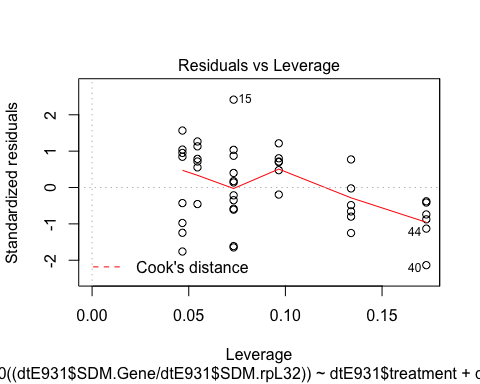 Residuals vs Leverage
Standardized residuals
2
1
0
-1
-2
15
44
40
Cook's distance
0.00 0.05 0.10 0.15
Leverage
0((dtE931$SDM.Gene/dtE931$SDM.rpL32)) ~ dtE931$treatment + c